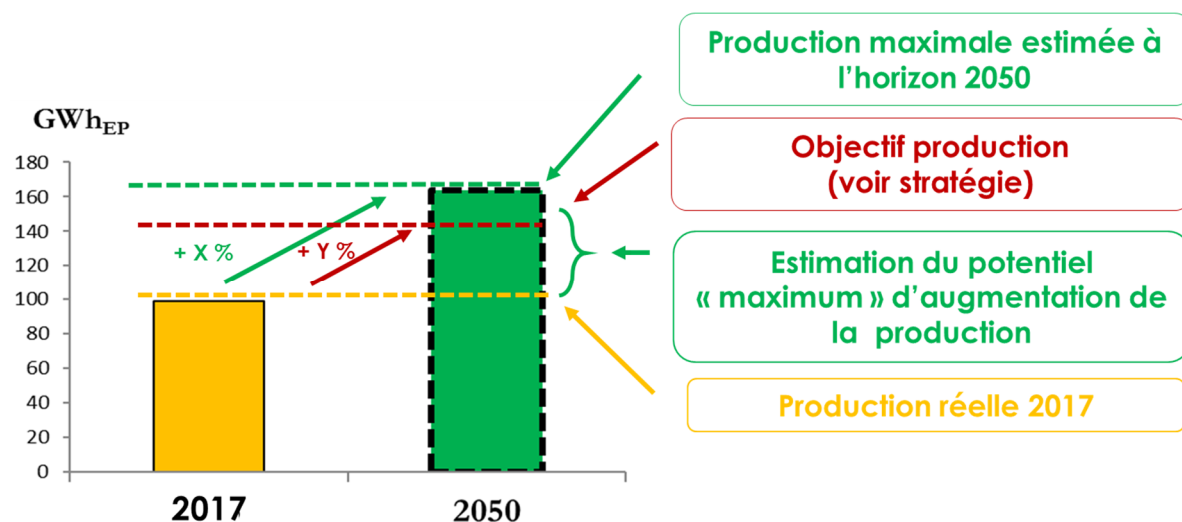 Production maximale estimée à
l'horizon 2050
GWhEP
Objectif production
(voir stratégie)
180
160
140
120
100
80
60
40
20
0
+ X %
+ Y %
Estimation du potentiel
« maximum » d'augmentation de
la production
Production réelle 2017
2017
2050